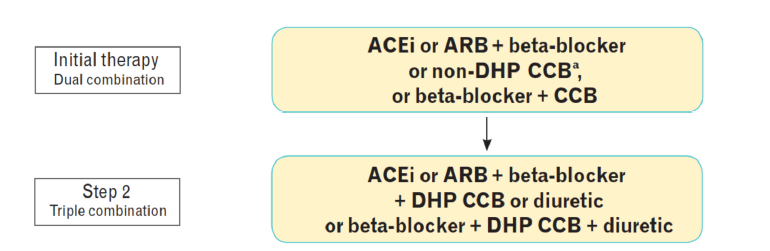 Initial therapy
Dual combination
ACEi or ARB + beta-blocker
or non-DHP CCBª,
or beta-blocker + CCB
Step 2
Triple combination
ACEi or ARB + beta-blocker
+ DHP CCB or diuretic
or beta-blocker + DHP CCB + diuretic